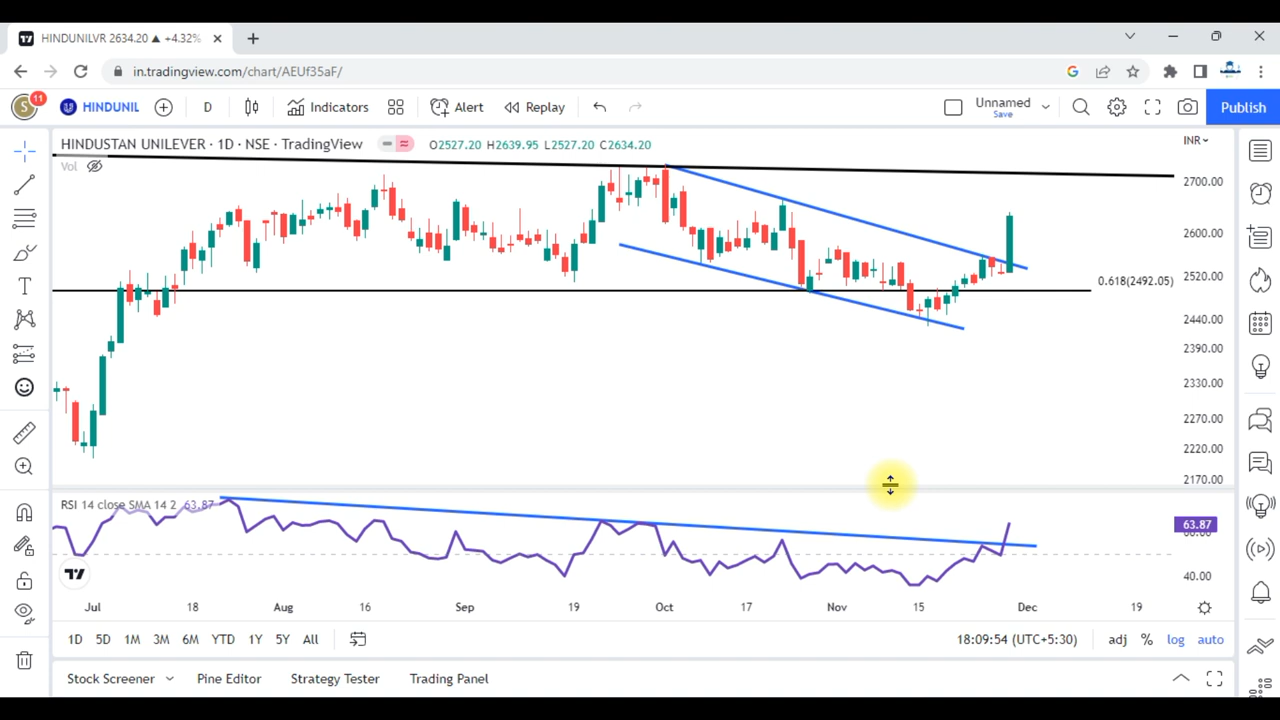 HINDUNILVR 2634.20 ▲ +4.32%
in.tradingview.com/chart/AEUf35aF/
S 11 HINDUNIL D Indicators Alert Replay Unnamed Save Publish
HINDUSTAN UNILEVER · 1D · NSE · TradingView O2527.20 H2639.95 L2527.20 C2634.20 INR
Vol
2700.00
2600.00
0.618(2492.05)
2520.00
2440.00
2390.00
2330.00
2270.00
2220.00
2170.00
RSI 14 close SMA 14 2 63.87
63.87
60.00
40.00
Jul 18 Aug 16 Sep 19 Oct 17 Nov 15 Dec 19
1D 5D 1M 3M 6M YTD 1Y 5Y All 18:09:54 (UTC+5:30) adj % log auto
Stock Screener Pine Editor Strategy Tester Trading Panel